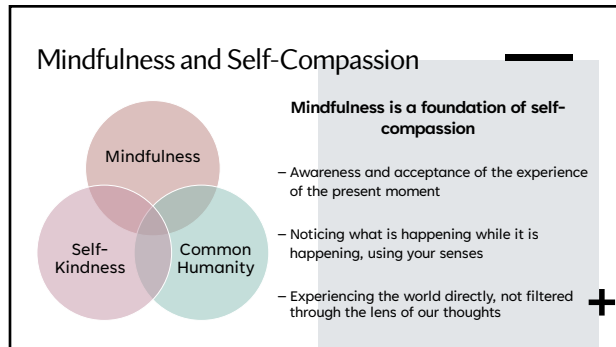 Mindfulness and Self-Compassion
Mindfulness
Self-
Kindness
Common
Humanity
Mindfulness is a foundation of self-
compassion
– Awareness and acceptance of the experience
of the present moment
– Noticing what is happening while it is
happening, using your senses
– Experiencing the world directly, not filtered
through the lens of our thoughts